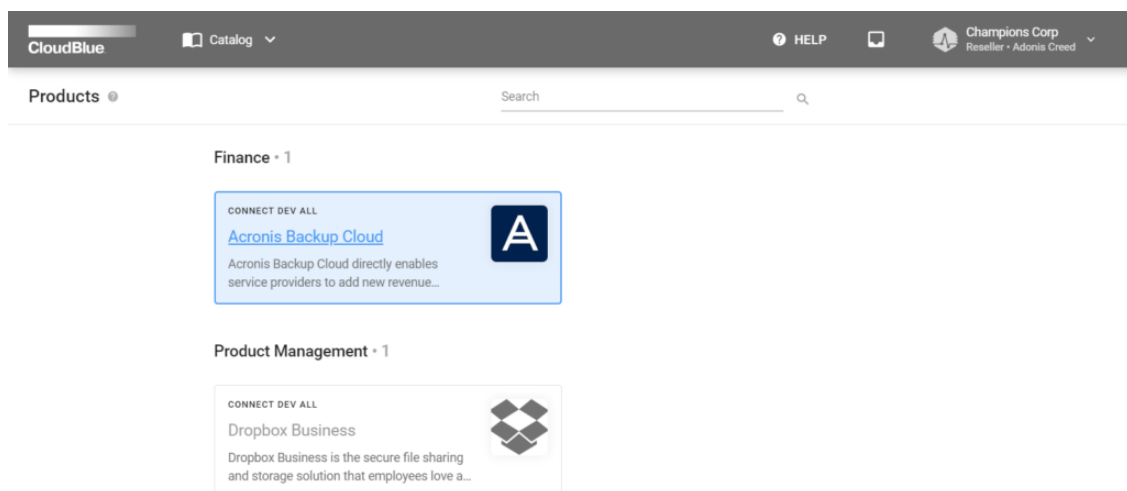 CloudBlue
Catalog
HELP
Champions Corp
Reseller • Adonis Creed
Products
Search
Finance • 1
CONNECT DEV ALL
Acronis Backup Cloud
Acronis Backup Cloud directly enables
service providers to add new revenue...
Product Management • 1
CONNECT DEV ALL
Dropbox Business
Dropbox Business is the secure file sharing
and storage solution that employees love a...